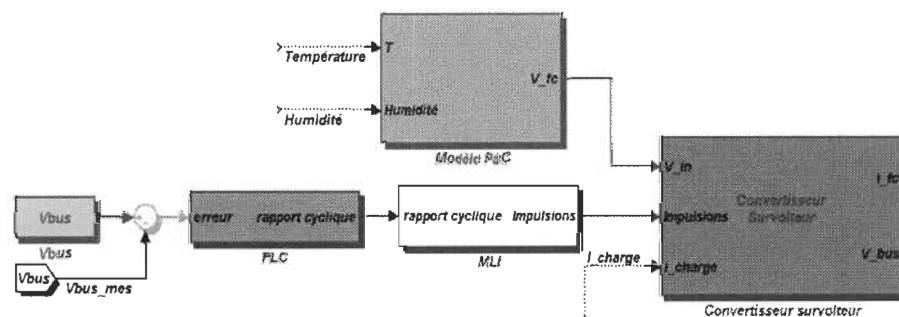 Température
T
V_fc
Humidité
Humidité
Modèle PàC
V_in
I_fc
Convertisseur
Survolteur
Vbus
erreur
rapport cyclique
rapport cyclique
Impulsions
Impulsions
Vbus
FLC
MLI
I_charge
I_charge
V_bus
Vbus
Vbus_mes
Convertisseur survolteur